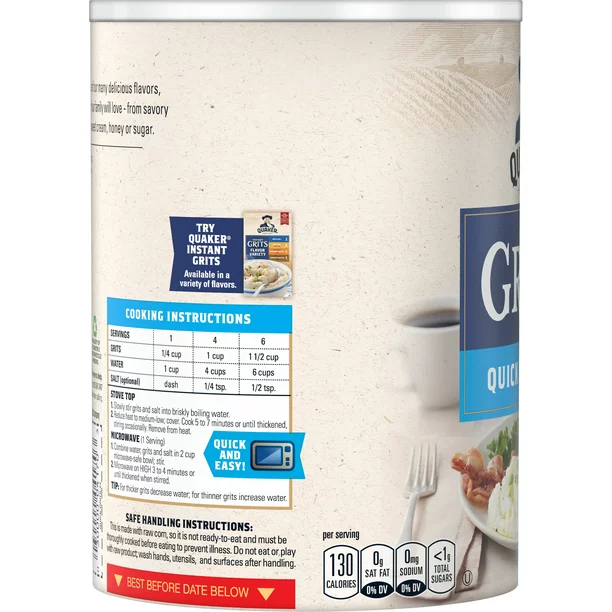 many delicious flavors,
family will love - from savory
cream, honey or sugar.
TRY
QUAKER®
INSTANT
GRITS
Available in a
variety of flavors.
QUAKER
GRITS
FLAVOR
VARIETY
COOKING INSTRUCTIONS
SERVINGS 1 4 6
GRITS 1/4 cup 1 cup 1 1/2 cup
WATER 1 cup 4 cups 6 cups
SALT (optional) dash 1/4 tsp. 1/2 tsp.
STOVE TOP
1. Slowly stir grits and salt into briskly boiling water.
2. Reduce heat to medium-low; cover. Cook 5 to 7 minutes or until thickened,
stirring occasionally. Remove from heat.
MICROWAVE (1 Serving)
1. Combine water, grits and salt in 2 cup
microwave-safe bowl; stir.
2. Microwave on HIGH 3 to 4 minutes or
until thickened when stirred.
QUICK
AND
EASY!
TIP: For thicker grits decrease water; for thinner grits increase water.
SAFE HANDLING INSTRUCTIONS:
This is made with raw corn, so it is not ready-to-eat and must be
thoroughly cooked before eating to prevent illness. Do not eat or play
with raw product; wash hands, utensils, and surfaces after handling.
BEST BEFORE DATE BELOW
QU
GR
QUICK
per serving
130
CALORIES
0g
SAT FAT
0% DV
0mg
SODIUM
0% DV
<1g
TOTAL
SUGARS
U